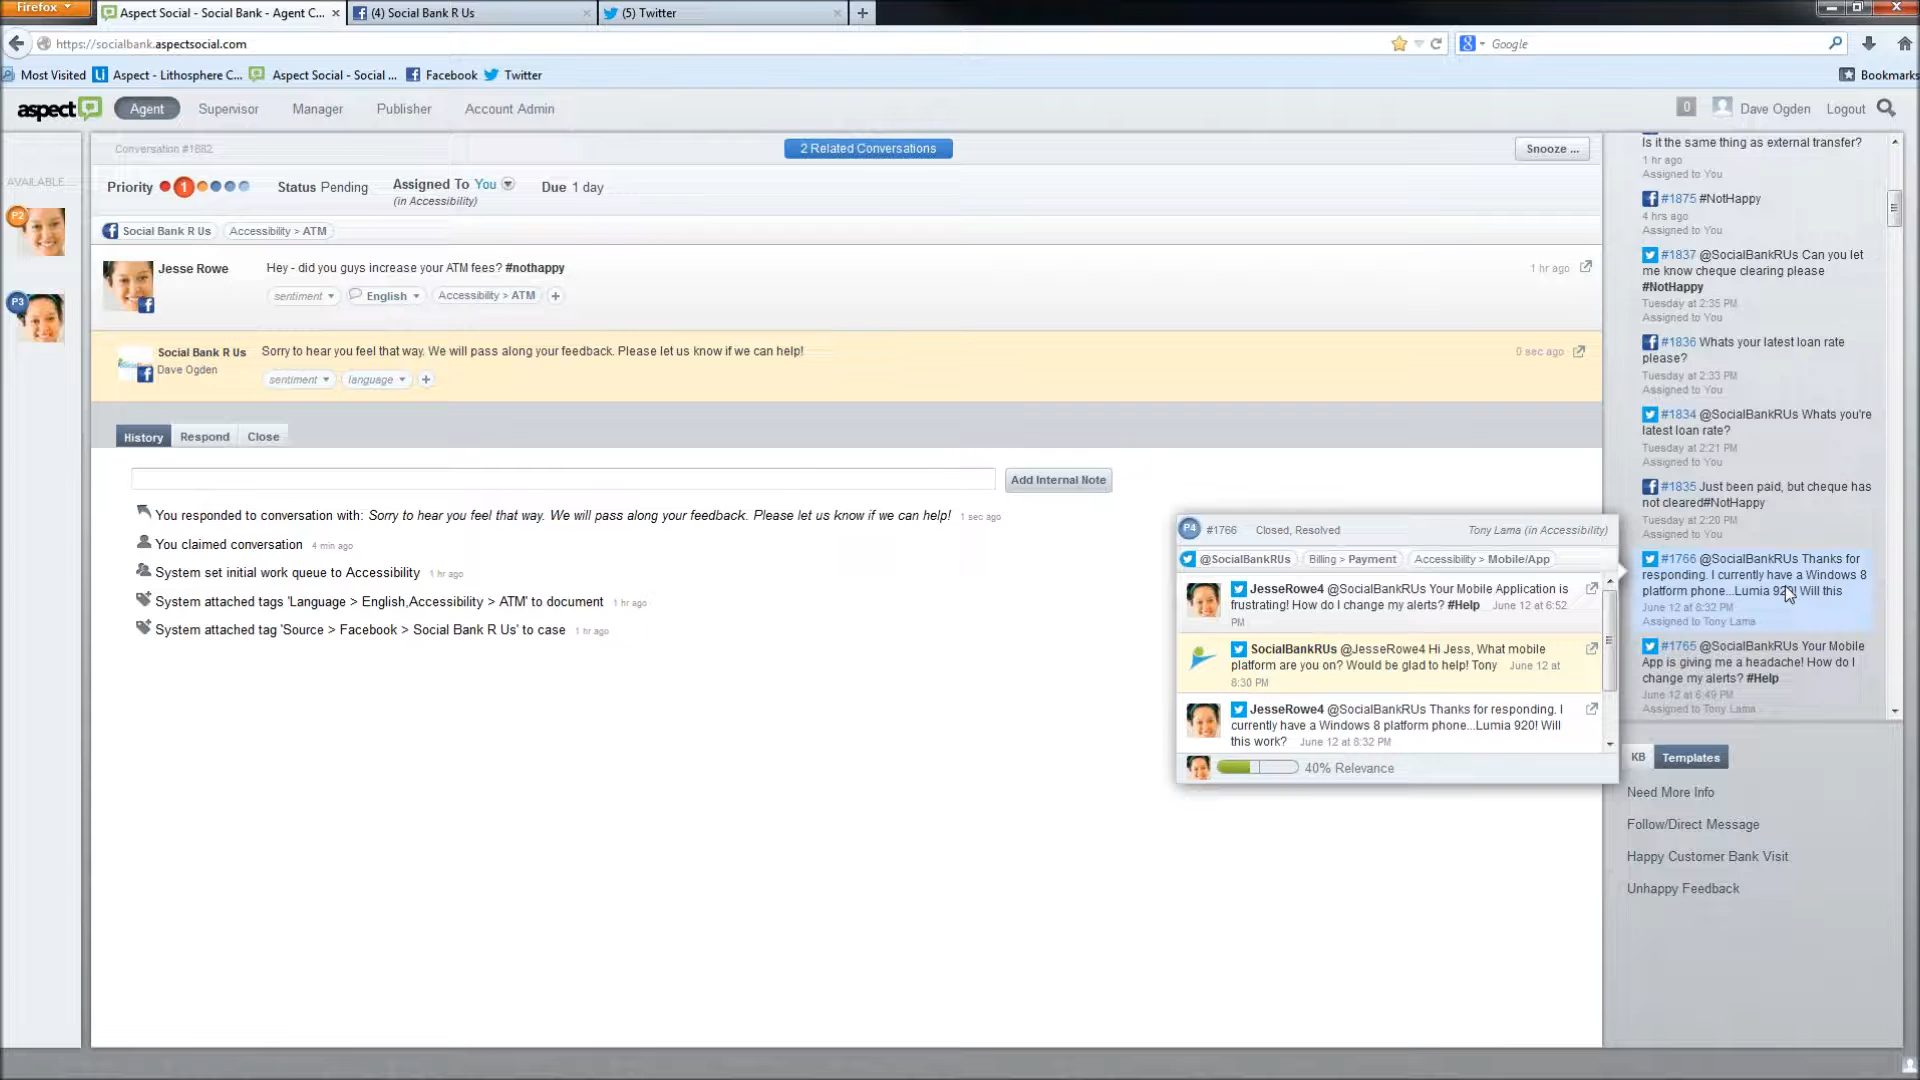 Firefox
Aspect Social - Social Bank - Agent C...
(4) Social Bank R Us
(5) Twitter
https://socialbank.aspectsocial.com
Google
Most Visited
Aspect - Lithosphere C...
Aspect Social - Social ...
Facebook
Twitter
Bookmarks
aspect
Agent
Supervisor
Manager
Publisher
Account Admin
0
Dave Ogden
Logout
Conversation #1882
2 Related Conversations
Snooze ...
AVAILABLE
P2
P3
Priority 1
Status Pending
Assigned To You
(in Accessibility)
Due 1 day
Social Bank R Us
Accessibility > ATM
Jesse Rowe
Hey - did you guys increase your ATM fees? #nothappy
1 hr ago
sentiment
English
Accessibility > ATM
Social Bank R Us
Dave Ogden
Sorry to hear you feel that way. We will pass along your feedback. Please let us know if we can help!
0 sec ago
sentiment
language
History
Respond
Close
Add Internal Note
You responded to conversation with: Sorry to hear you feel that way. We will pass along your feedback. Please let us know if we can help! 1 sec ago
You claimed conversation 4 min ago
System set initial work queue to Accessibility 1 hr ago
System attached tags 'Language > English,Accessibility > ATM' to document 1 hr ago
System attached tag 'Source > Facebook > Social Bank R Us' to case 1 hr ago
P4
#1766
Closed, Resolved
Tony Lama (in Accessibility)
@SocialBankRUs
Billing > Payment
Accessibility > Mobile/App
JesseRowe4 @SocialBankRUs Your Mobile Application is
frustrating! How do I change my alerts? #Help June 12 at 6:52
PM
SocialBankRUs @JesseRowe4 Hi Jess, What mobile
platform are you on? Would be glad to help! Tony June 12 at
8:30 PM
JesseRowe4 @SocialBankRUs Thanks for responding. I
currently have a Windows 8 platform phone...Lumia 920! Will
this work? June 12 at 8:32 PM
40% Relevance
Is it the same thing as external transfer?
1 hr ago
Assigned to You
#1875 #NotHappy
4 hrs ago
Assigned to You
#1837 @SocialBankRUs Can you let
me know cheque clearing please
#NotHappy
Tuesday at 2:35 PM
Assigned to You
#1836 Whats your latest loan rate
please?
Tuesday at 2:33 PM
Assigned to You
#1834 @SocialBankRUs Whats you're
latest loan rate?
Tuesday at 2:21 PM
Assigned to You
#1835 Just been paid, but cheque has
not cleared#NotHappy
Tuesday at 2:20 PM
Assigned to You
#1766 @SocialBankRUs Thanks for
responding. I currently have a Windows 8
platform phone...Lumia 920! Will this
June 12 at 8:32 PM
Assigned to Tony Lama
#1765 @SocialBankRUs Your Mobile
App is giving me a headache! How do I
change my alerts? #Help
June 12 at 6:49 PM
Assigned to Tony Lama
KB
Templates
Need More Info
Follow/Direct Message
Happy Customer Bank Visit
Unhappy Feedback